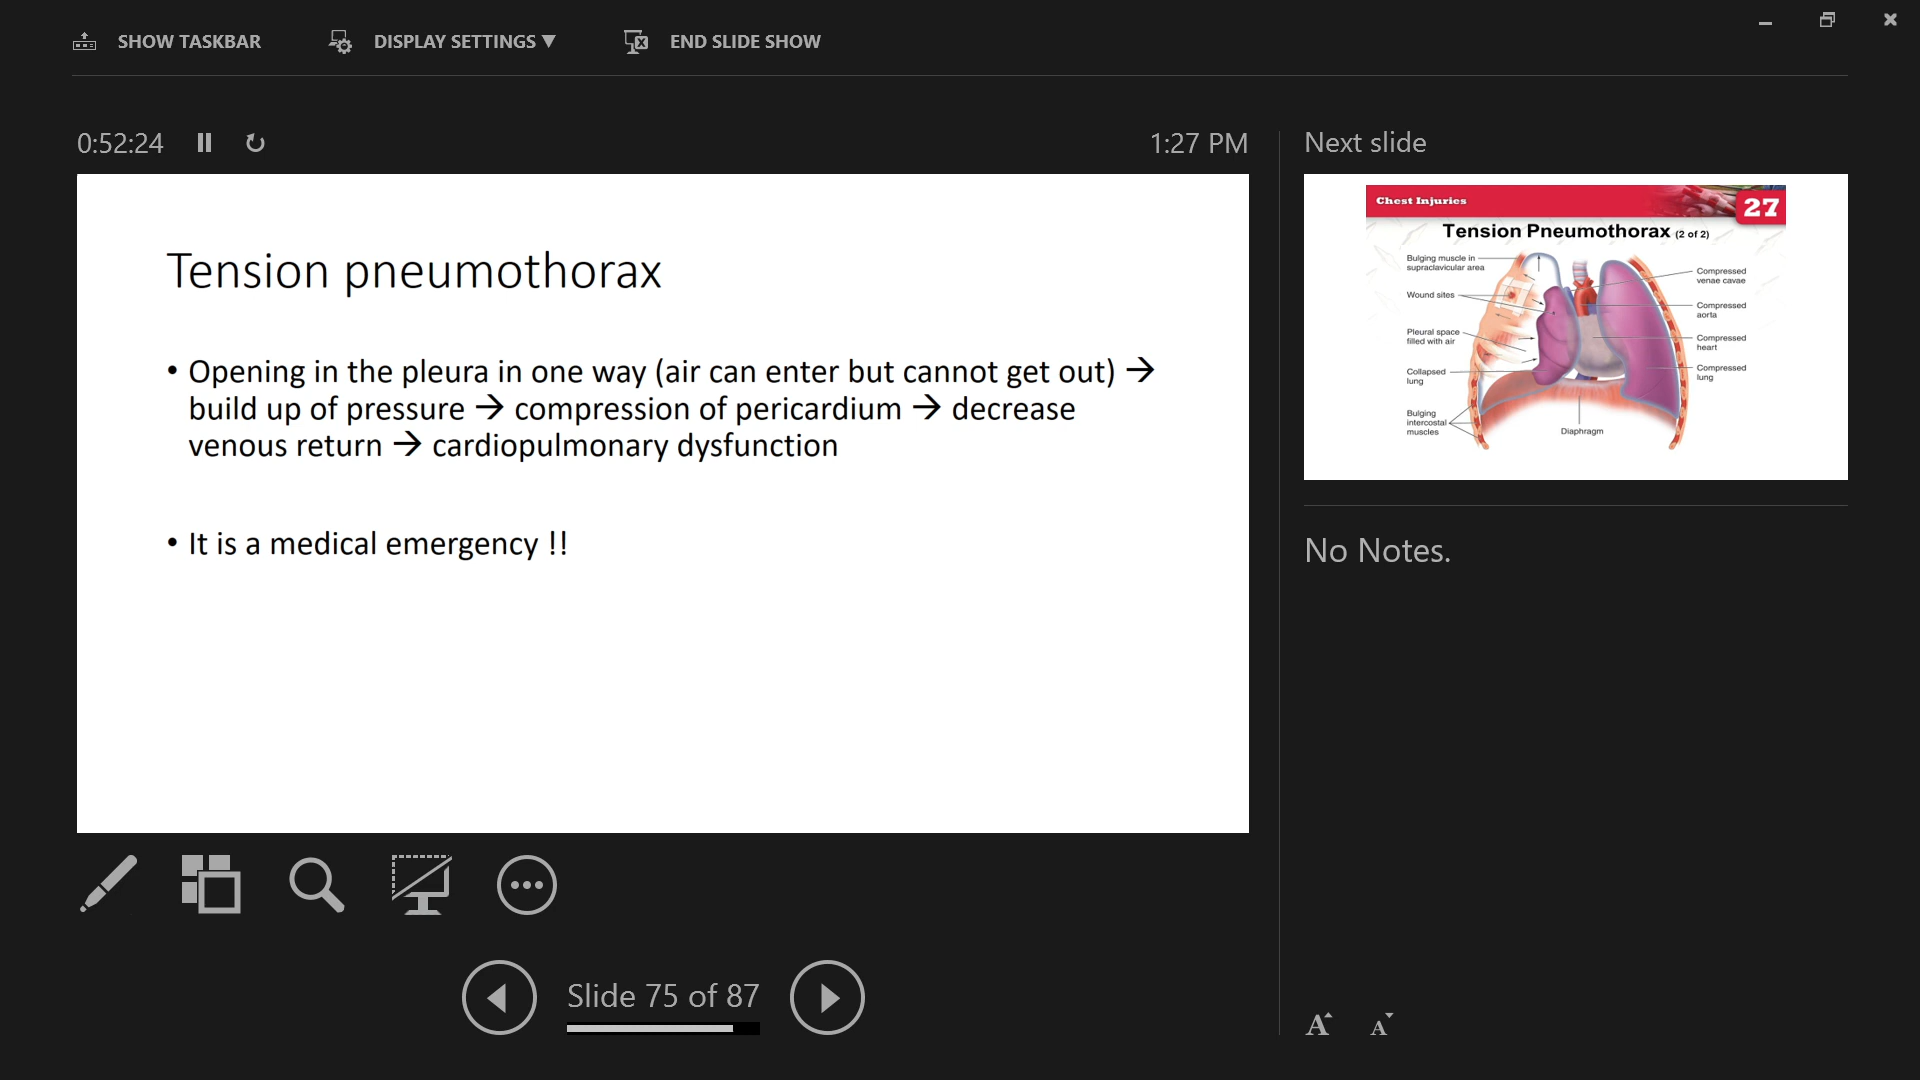 SHOW TASKBAR
DISPLAY SETTINGS ▼
END SLIDE SHOW
0:52:24
1:27 PM
Tension pneumothorax
• Opening in the pleura in one way (air can enter but cannot get out) →
build up of pressure → compression of pericardium → decrease
venous return → cardiopulmonary dysfunction
• It is a medical emergency !!
Slide 75 of 87
Next slide
Chest Injuries
27
Tension Pneumothorax (2 of 2)
Bulging muscle in
supraclavicular area
Wound sites
Pleural space
filled with air
Collapsed
lung
Bulging
intercostal
muscles
Diaphragm
Compressed
venae cavae
Compressed
aorta
Compressed
heart
Compressed
lung
No Notes.
A
A